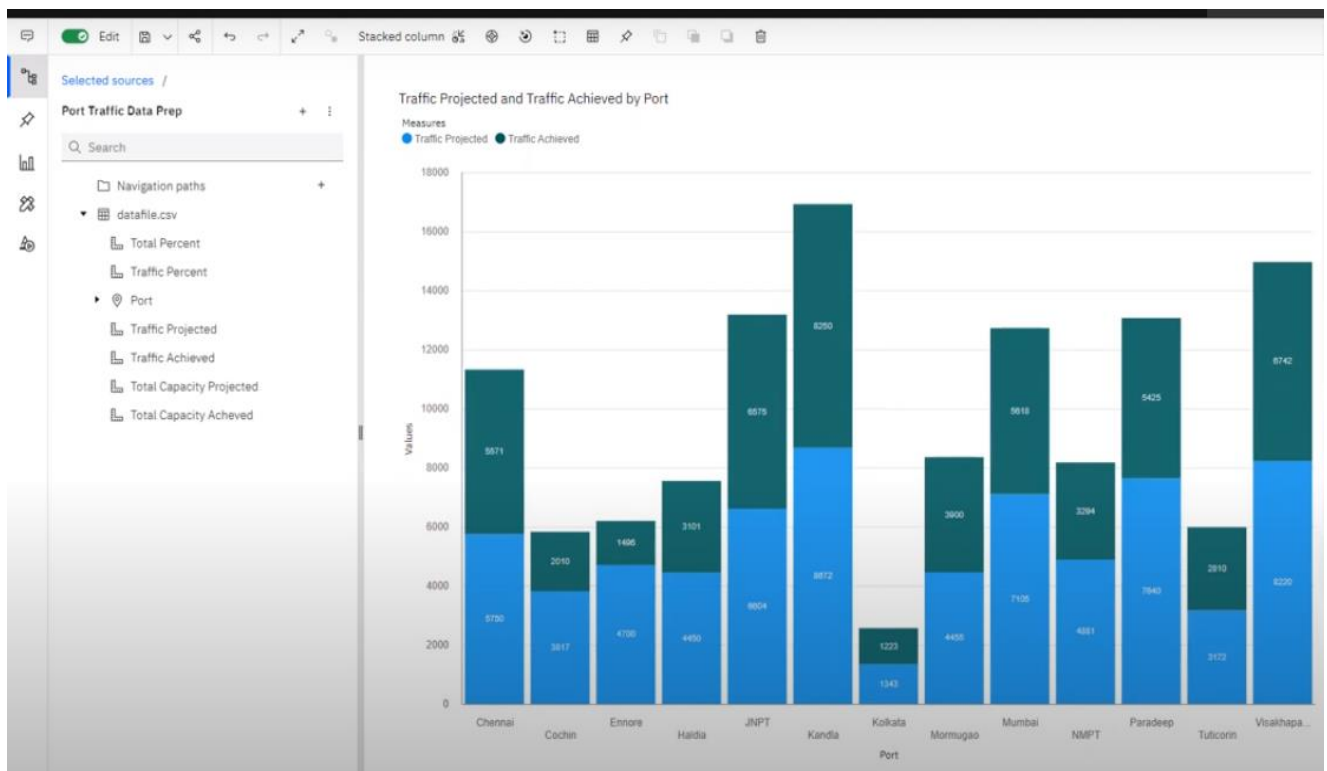 Edit
Stacked column
Selected sources /
Port Traffic Data Prep
Search
Navigation paths
datafile.csv
Total Percent
Traffic Percent
Port
Traffic Projected
Traffic Achieved
Total Capacity Projected
Total Capacity Acheved
Traffic Projected and Traffic Achieved by Port
Measures
Traffic Projected Traffic Achieved
18000
16000
14000
12000
10000
8000
6000
4000
2000
0
Values
5571
2010
1495
3101
6575
8250
1223
3900
5618
3294
5425
2810
6742
5750
3817
4700
4450
6604
8672
1343
4455
7105
4881
7640
3172
8220
Chennai
Cochin
Ennore
Haldia
JNPT
Kandla
Kolkata
Mormugao
Mumbai
NMPT
Paradeep
Tuticorin
Visakhapa...
Port